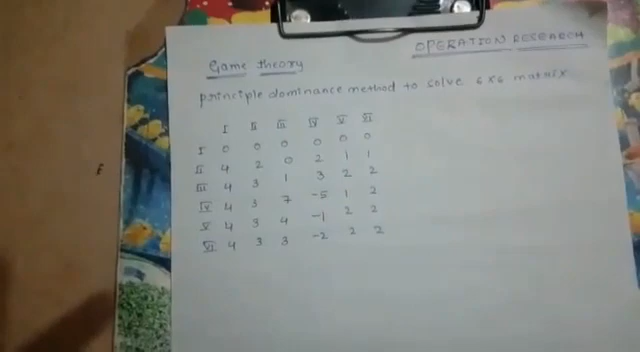 OPERATION RESEARCH
Game theory
principle dominance method to solve 6x6 matrix
I II III IV V VI
I 0 0 0 0 0 0
II 4 2 0 2 1 1
III 4 3 1 3 2 2
IV 4 3 7 -5 1 2
V 4 3 4 -1 2 2
VI 4 3 3 -2 2 2